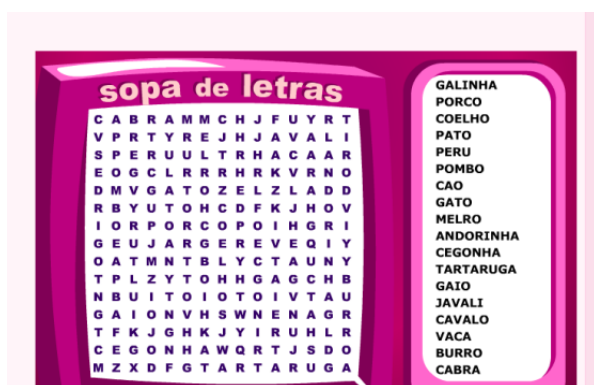 sopa de letras
C A B R A M M C H J F U Y R T
V P R T Y R E J H J A V A L I
S P E R U U L T R H A C A A R
E O G C L R R R H R K V R N O
D M V G A T O Z E L Z L A D D
R B Y U T O H C D F K J H O V
I O R P O R C O P O I H G R I
G E U J A R G E R E V E Q I Y
O A T M N T B L Y C T A U N Y
T P L Z Y T O H H G A G C H B
N B U I T O I O T O I V T A U
G A I O N V H S W N E N A G R
T F K J G H K J Y I R U H L R
C E G O N H A W Q R T J S D O
M Z X D F G T A R T A R U G A
GALINHA
PORCO
COELHO
PATO
PERU
POMBO
CAO
GATO
MELRO
ANDORINHA
CEGONHA
TARTARUGA
GAIO
JAVALI
CAVALO
VACA
BURRO
CABRA